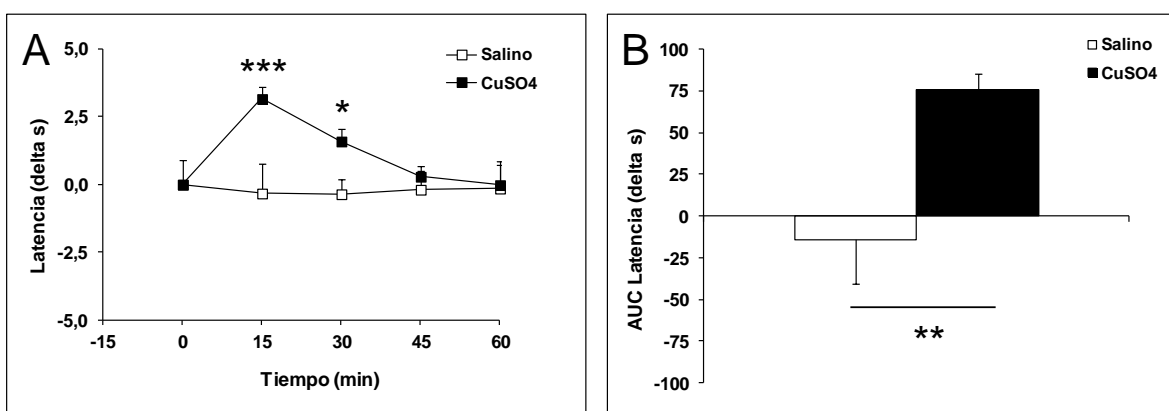 A
Salino
CuSO4
***
*
5,0
2,5
0,0
-2,5
-5,0
Latencia (delta s)
-15
0
15
30
45
60
Tiempo (min)
B
Salino
CuSO4
100
75
50
25
0
-25
-50
-75
-100
AUC Latencia (delta s)
**